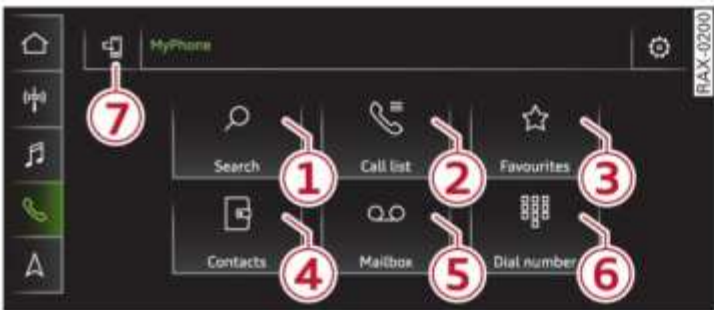 MyPhone
RAX-0200
7
Search
Call list
Favourites
1
2
3
Contacts
Mailbox
Dial number
4
5
6